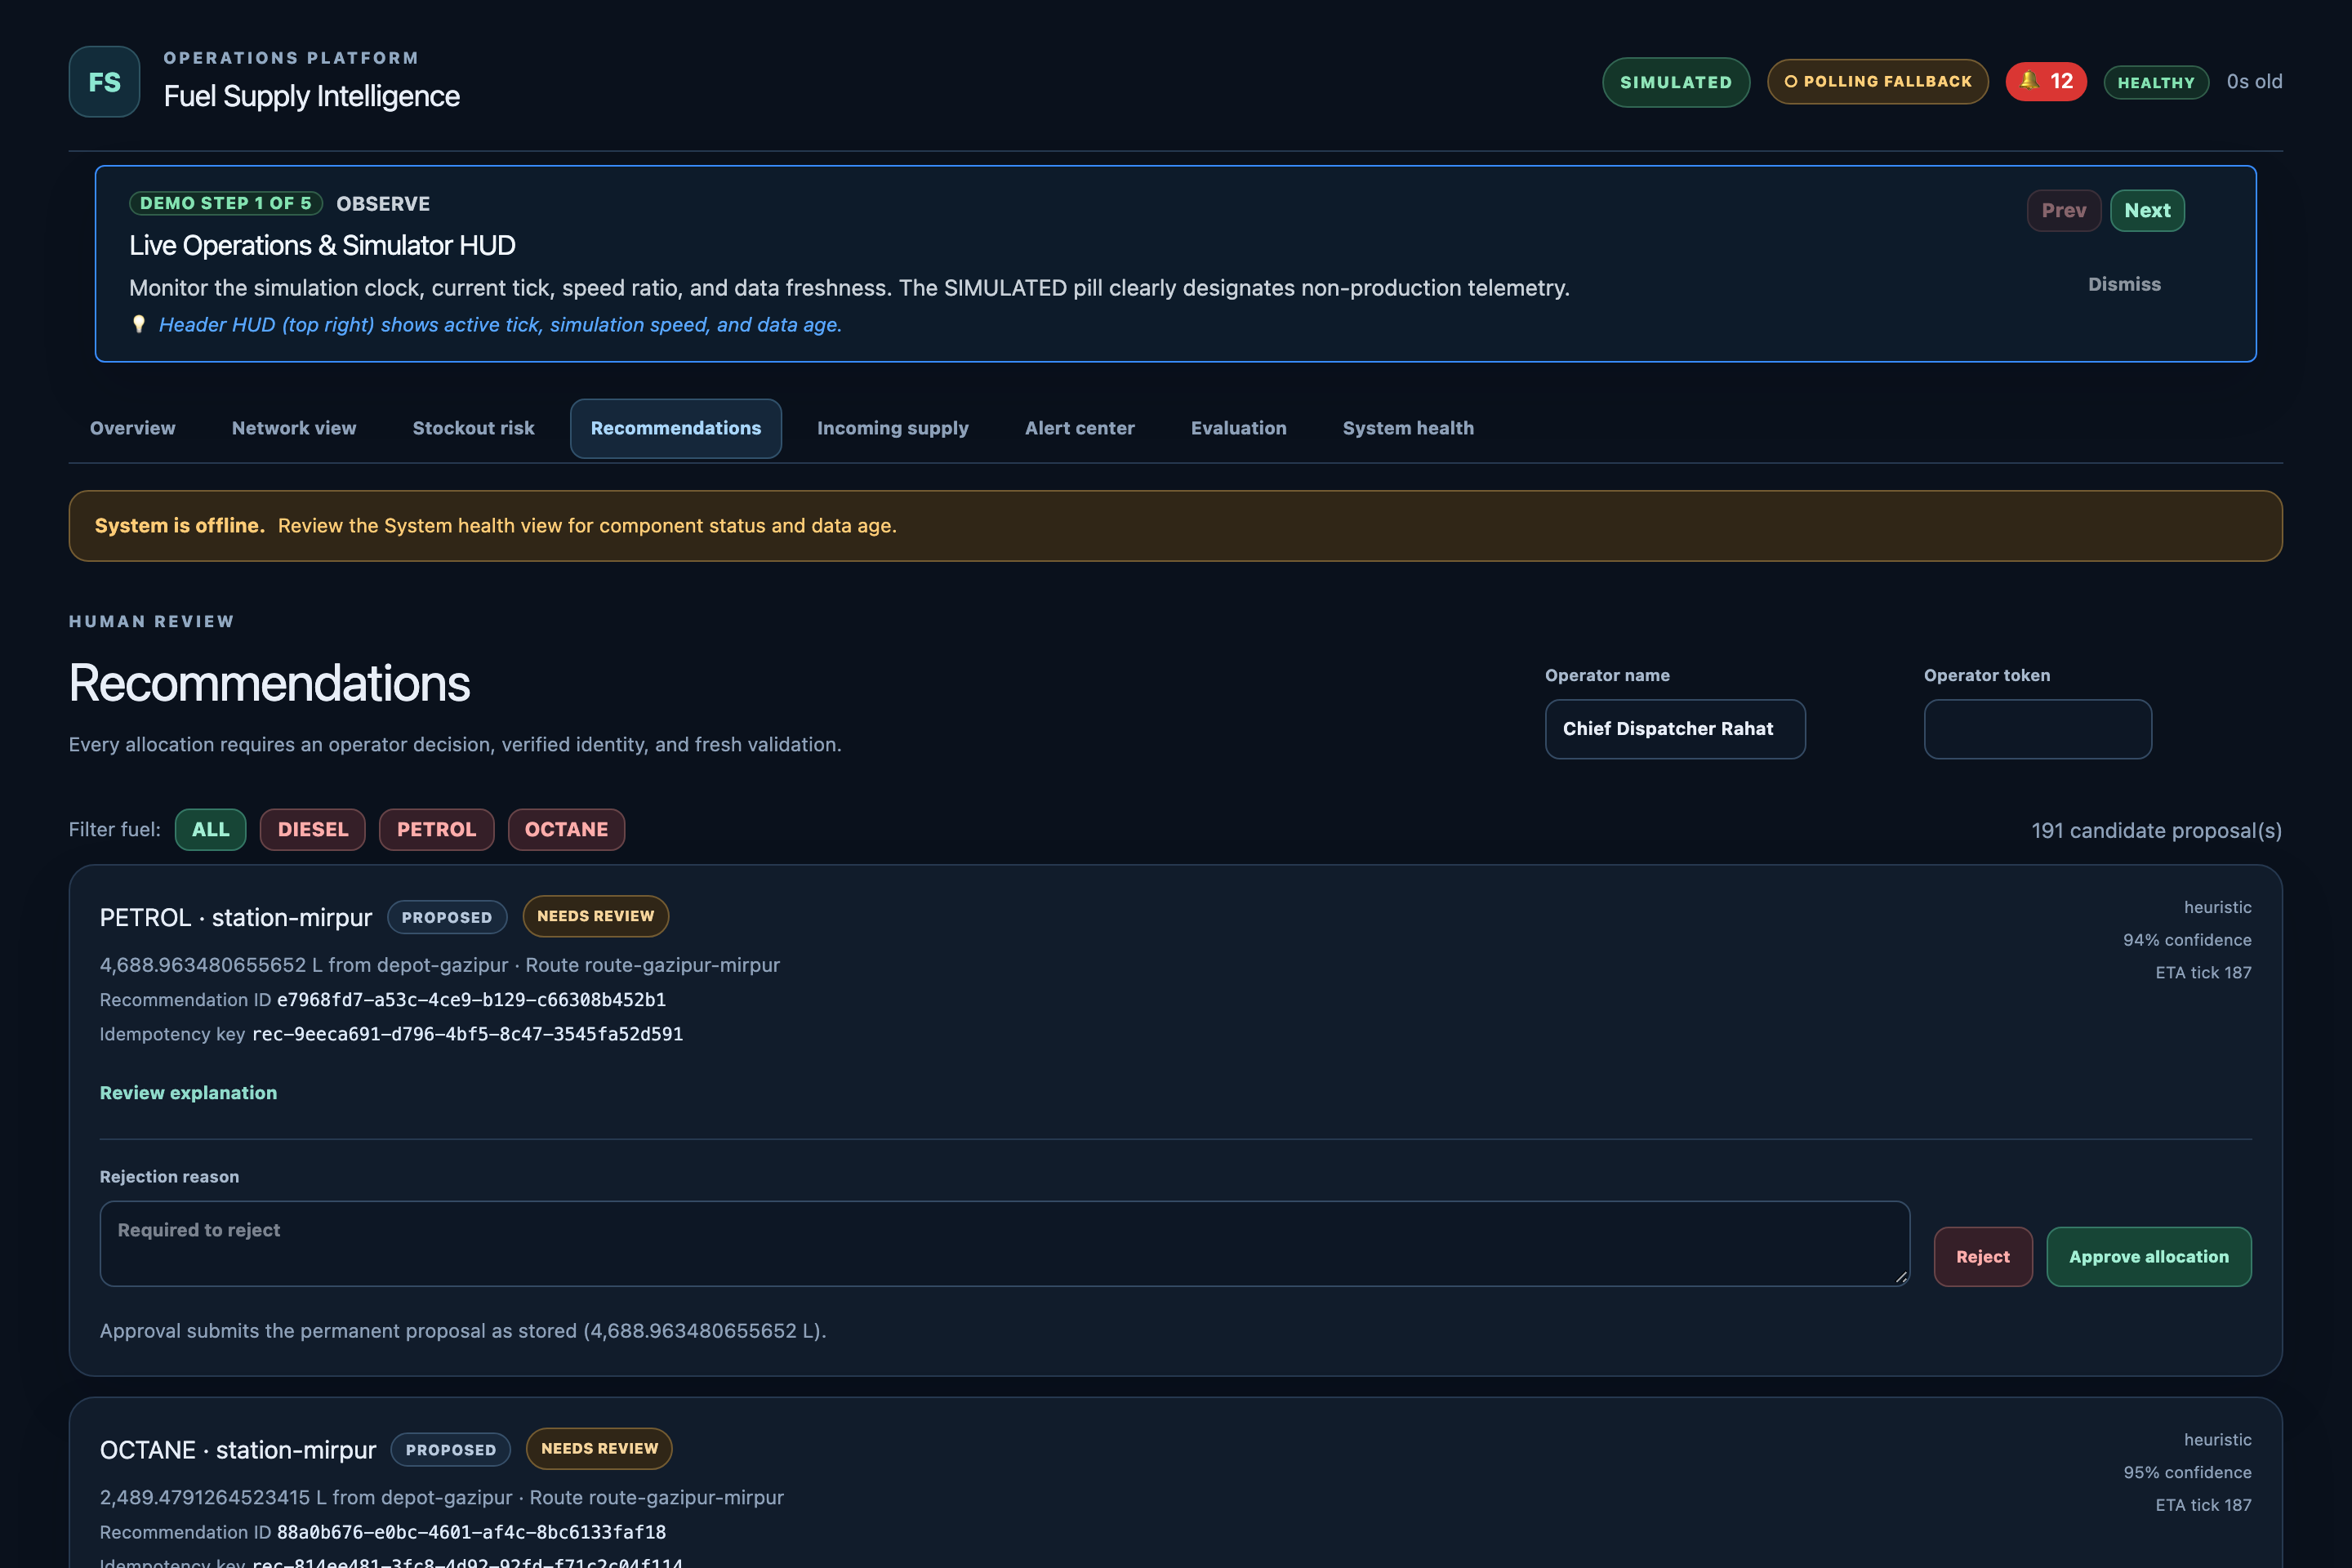 FS
OPERATIONS PLATFORM
Fuel Supply Intelligence
SIMULATED
POLLING FALLBACK
🔔 12
HEALTHY
0s old
DEMO STEP 1 OF 5 OBSERVE
Live Operations & Simulator HUD
Monitor the simulation clock, current tick, speed ratio, and data freshness. The SIMULATED pill clearly designates non-production telemetry.
💡 Header HUD (top right) shows active tick, simulation speed, and data age.
Prev Next
Dismiss
Overview Network view Stockout risk Recommendations Incoming supply Alert center Evaluation System health
System is offline. Review the System health view for component status and data age.
HUMAN REVIEW
Recommendations
Every allocation requires an operator decision, verified identity, and fresh validation.
Operator name
Chief Dispatcher Rahat
Operator token
Filter fuel: ALL DIESEL PETROL OCTANE
191 candidate proposal(s)
PETROL · station-mirpur PROPOSED NEEDS REVIEW
4,688.963480655652 L from depot-gazipur · Route route-gazipur-mirpur
Recommendation ID e7968fd7-a53c-4ce9-b129-c66308b452b1
Idempotency key rec-9eeca691-d796-4bf5-8c47-3545fa52d591
heuristic
94% confidence
ETA tick 187
Review explanation
Rejection reason
Required to reject
Reject
Approve allocation
Approval submits the permanent proposal as stored (4,688.963480655652 L).
OCTANE · station-mirpur PROPOSED NEEDS REVIEW
2,489.4791264523415 L from depot-gazipur · Route route-gazipur-mirpur
Recommendation ID 88a0b676-e0bc-4601-af4c-8bc6133faf18
Idempotency key rec-814ee481-3fc8-4d92-92fd-f71c2c04f114
heuristic
95% confidence
ETA tick 187